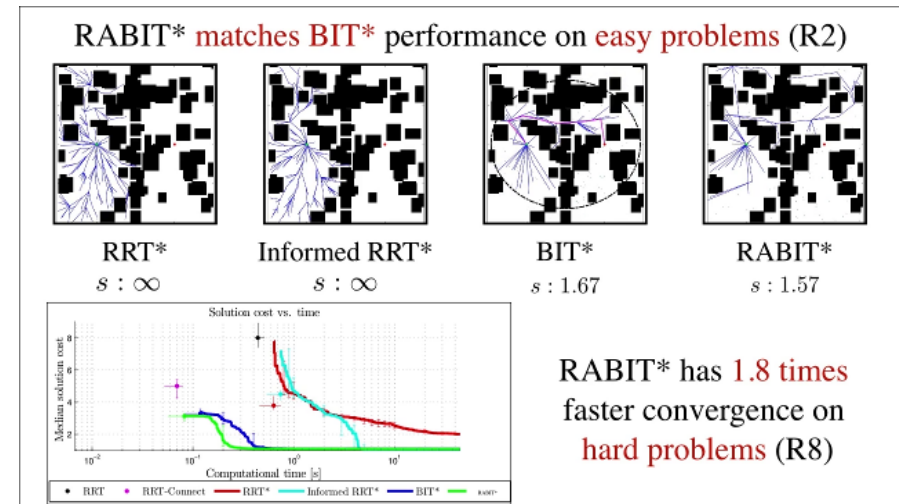 RABIT* matches BIT* performance on easy problems (R2)
RRT*
s : ∞
Informed RRT*
s : ∞
BIT*
s : 1.67
RABIT*
s : 1.57
Solution cost vs. time
Median solution cost
8
6
4
2
10⁻²
10⁻¹
10⁰
10¹
Computational time [s]
RRT RRT-Connect RRT* Informed RRT* BIT* RABIT*
RABIT* has 1.8 times
faster convergence on
hard problems (R8)